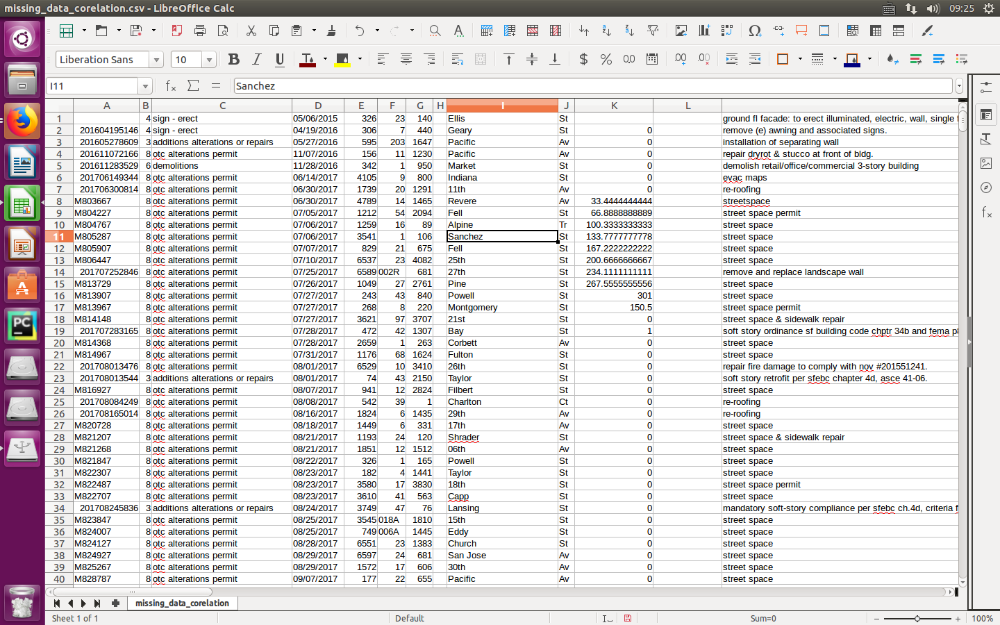 missing_data_corelation.csv - LibreOffice Calc 09:25
Liberation Sans 10
I11 Sanchez
A B C D E F G H I J K L
1 4 sign - erect 05/06/2015 326 23 140 Ellis St ground fl facade: to erect illuminated, electric, wall, single f
2 201604195146 4 sign - erect 04/19/2016 306 7 440 Geary St 0 remove (e) awning and associated signs.
3 201605278609 3 additions alterations or repairs 05/27/2016 595 203 1647 Pacific Av 0 installation of separating wall
4 201611072166 8 otc alterations permit 11/07/2016 156 11 1230 Pacific Av 0 repair dryrot & stucco at front of bldg.
5 201611283529 6 demolitions 11/28/2016 342 1 950 Market St 0 demolish retail/office/commercial 3-story building
6 201706149344 8 otc alterations permit 06/14/2017 4105 9 800 Indiana St 0 evac maps
7 201706300814 8 otc alterations permit 06/30/2017 1739 20 1291 11th Av 0 re-roofing
8 M803667 8 otc alterations permit 06/30/2017 4789 14 1465 Revere Av 33.4444444444 streetspace
9 M804227 8 otc alterations permit 07/05/2017 1212 54 2094 Fell St 66.8888888889 street space permit
10 M804767 8 otc alterations permit 07/06/2017 1259 16 89 Alpine Tr 100.3333333333 street space
11 M805287 8 otc alterations permit 07/06/2017 3541 1 106 Sanchez St 133.7777777778 street space
12 M805907 8 otc alterations permit 07/07/2017 829 21 675 Fell St 167.2222222222 street space
13 M806447 8 otc alterations permit 07/10/2017 6537 23 4082 25th St 200.6666666667 street space
14 201707252846 8 otc alterations permit 07/25/2017 6589 002R 681 27th St 234.1111111111 remove and replace landscape wall
15 M813729 8 otc alterations permit 07/26/2017 1049 27 2761 Pine St 267.5555555556 street space
16 M813907 8 otc alterations permit 07/27/2017 243 43 840 Powell St 301 street space
17 M813967 8 otc alterations permit 07/27/2017 268 8 220 Montgomery St 150.5 street space permit
18 M814148 8 otc alterations permit 07/27/2017 3621 97 3707 21st St 0 street space & sidewalk repair
19 201707283165 8 otc alterations permit 07/28/2017 472 42 1307 Bay St 1 soft story ordinance sf building code chptr 34b and fema p8
20 M814368 8 otc alterations permit 07/28/2017 2659 1 263 Corbett Av 0 street space
21 M814967 8 otc alterations permit 07/31/2017 1176 68 1624 Fulton St 0 street space
22 201708013476 8 otc alterations permit 08/01/2017 6529 10 3410 26th St 0 repair fire damage to comply with nov #201551241.
23 201708013544 3 additions alterations or repairs 08/01/2017 74 43 2150 Taylor St 0 soft story retrofit per sfebc chapter 4d, asce 41-06.
24 M816927 8 otc alterations permit 08/07/2017 941 12 2824 Filbert St 0 street space
25 201708084249 8 otc alterations permit 08/08/2017 542 39 1 Charlton Ct 0 re-roofing
26 201708165014 8 otc alterations permit 08/16/2017 1824 6 1435 29th Av 0 re-roofing
27 M820728 8 otc alterations permit 08/18/2017 1449 6 331 17th Av 0 street space
28 M821207 8 otc alterations permit 08/21/2017 1193 24 120 Shrader St 0 street space & sidewalk repair
29 M821268 8 otc alterations permit 08/21/2017 1851 12 1512 06th Av 0 street space
30 M821847 8 otc alterations permit 08/22/2017 326 1 165 Powell St 0 street space
31 M822307 8 otc alterations permit 08/23/2017 182 4 1441 Taylor St 0 street space
32 M822487 8 otc alterations permit 08/23/2017 3580 17 3830 18th St 0 street space permit
33 M822707 8 otc alterations permit 08/23/2017 3610 41 563 Capp St 0 street space
34 201708245836 3 additions alterations or repairs 08/24/2017 3749 47 76 Lansing St 0 mandatory soft-story compliance per sfebc ch.4d, criteria f
35 M823847 8 otc alterations permit 08/25/2017 3545 018A 1810 15th St 0 street space
36 M824007 8 otc alterations permit 08/25/2017 749 006A 1445 Eddy St 0 street space
37 M824127 8 otc alterations permit 08/28/2017 6551 23 1383 Church St 0 street space
38 M824927 8 otc alterations permit 08/29/2017 6597 24 681 San Jose Av 0 street space
39 M825267 8 otc alterations permit 08/29/2017 1572 17 606 30th Av 0 street space
40 M828787 8 otc alterations permit 09/07/2017 177 22 655 Pacific Av 0 street space
missing_data_corelation
Sheet 1 of 1 Default Sum=0 100%